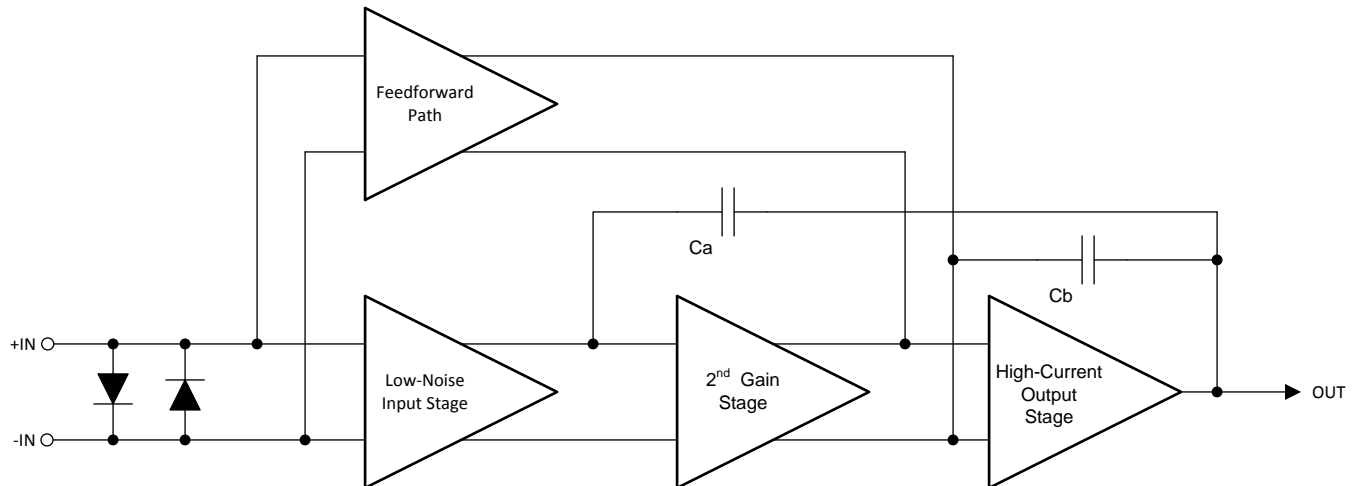 Feedforward
Path
Ca
Cb
+IN
-IN
Low-Noise
Input Stage
2nd Gain
Stage
High-Current
Output
Stage
OUT